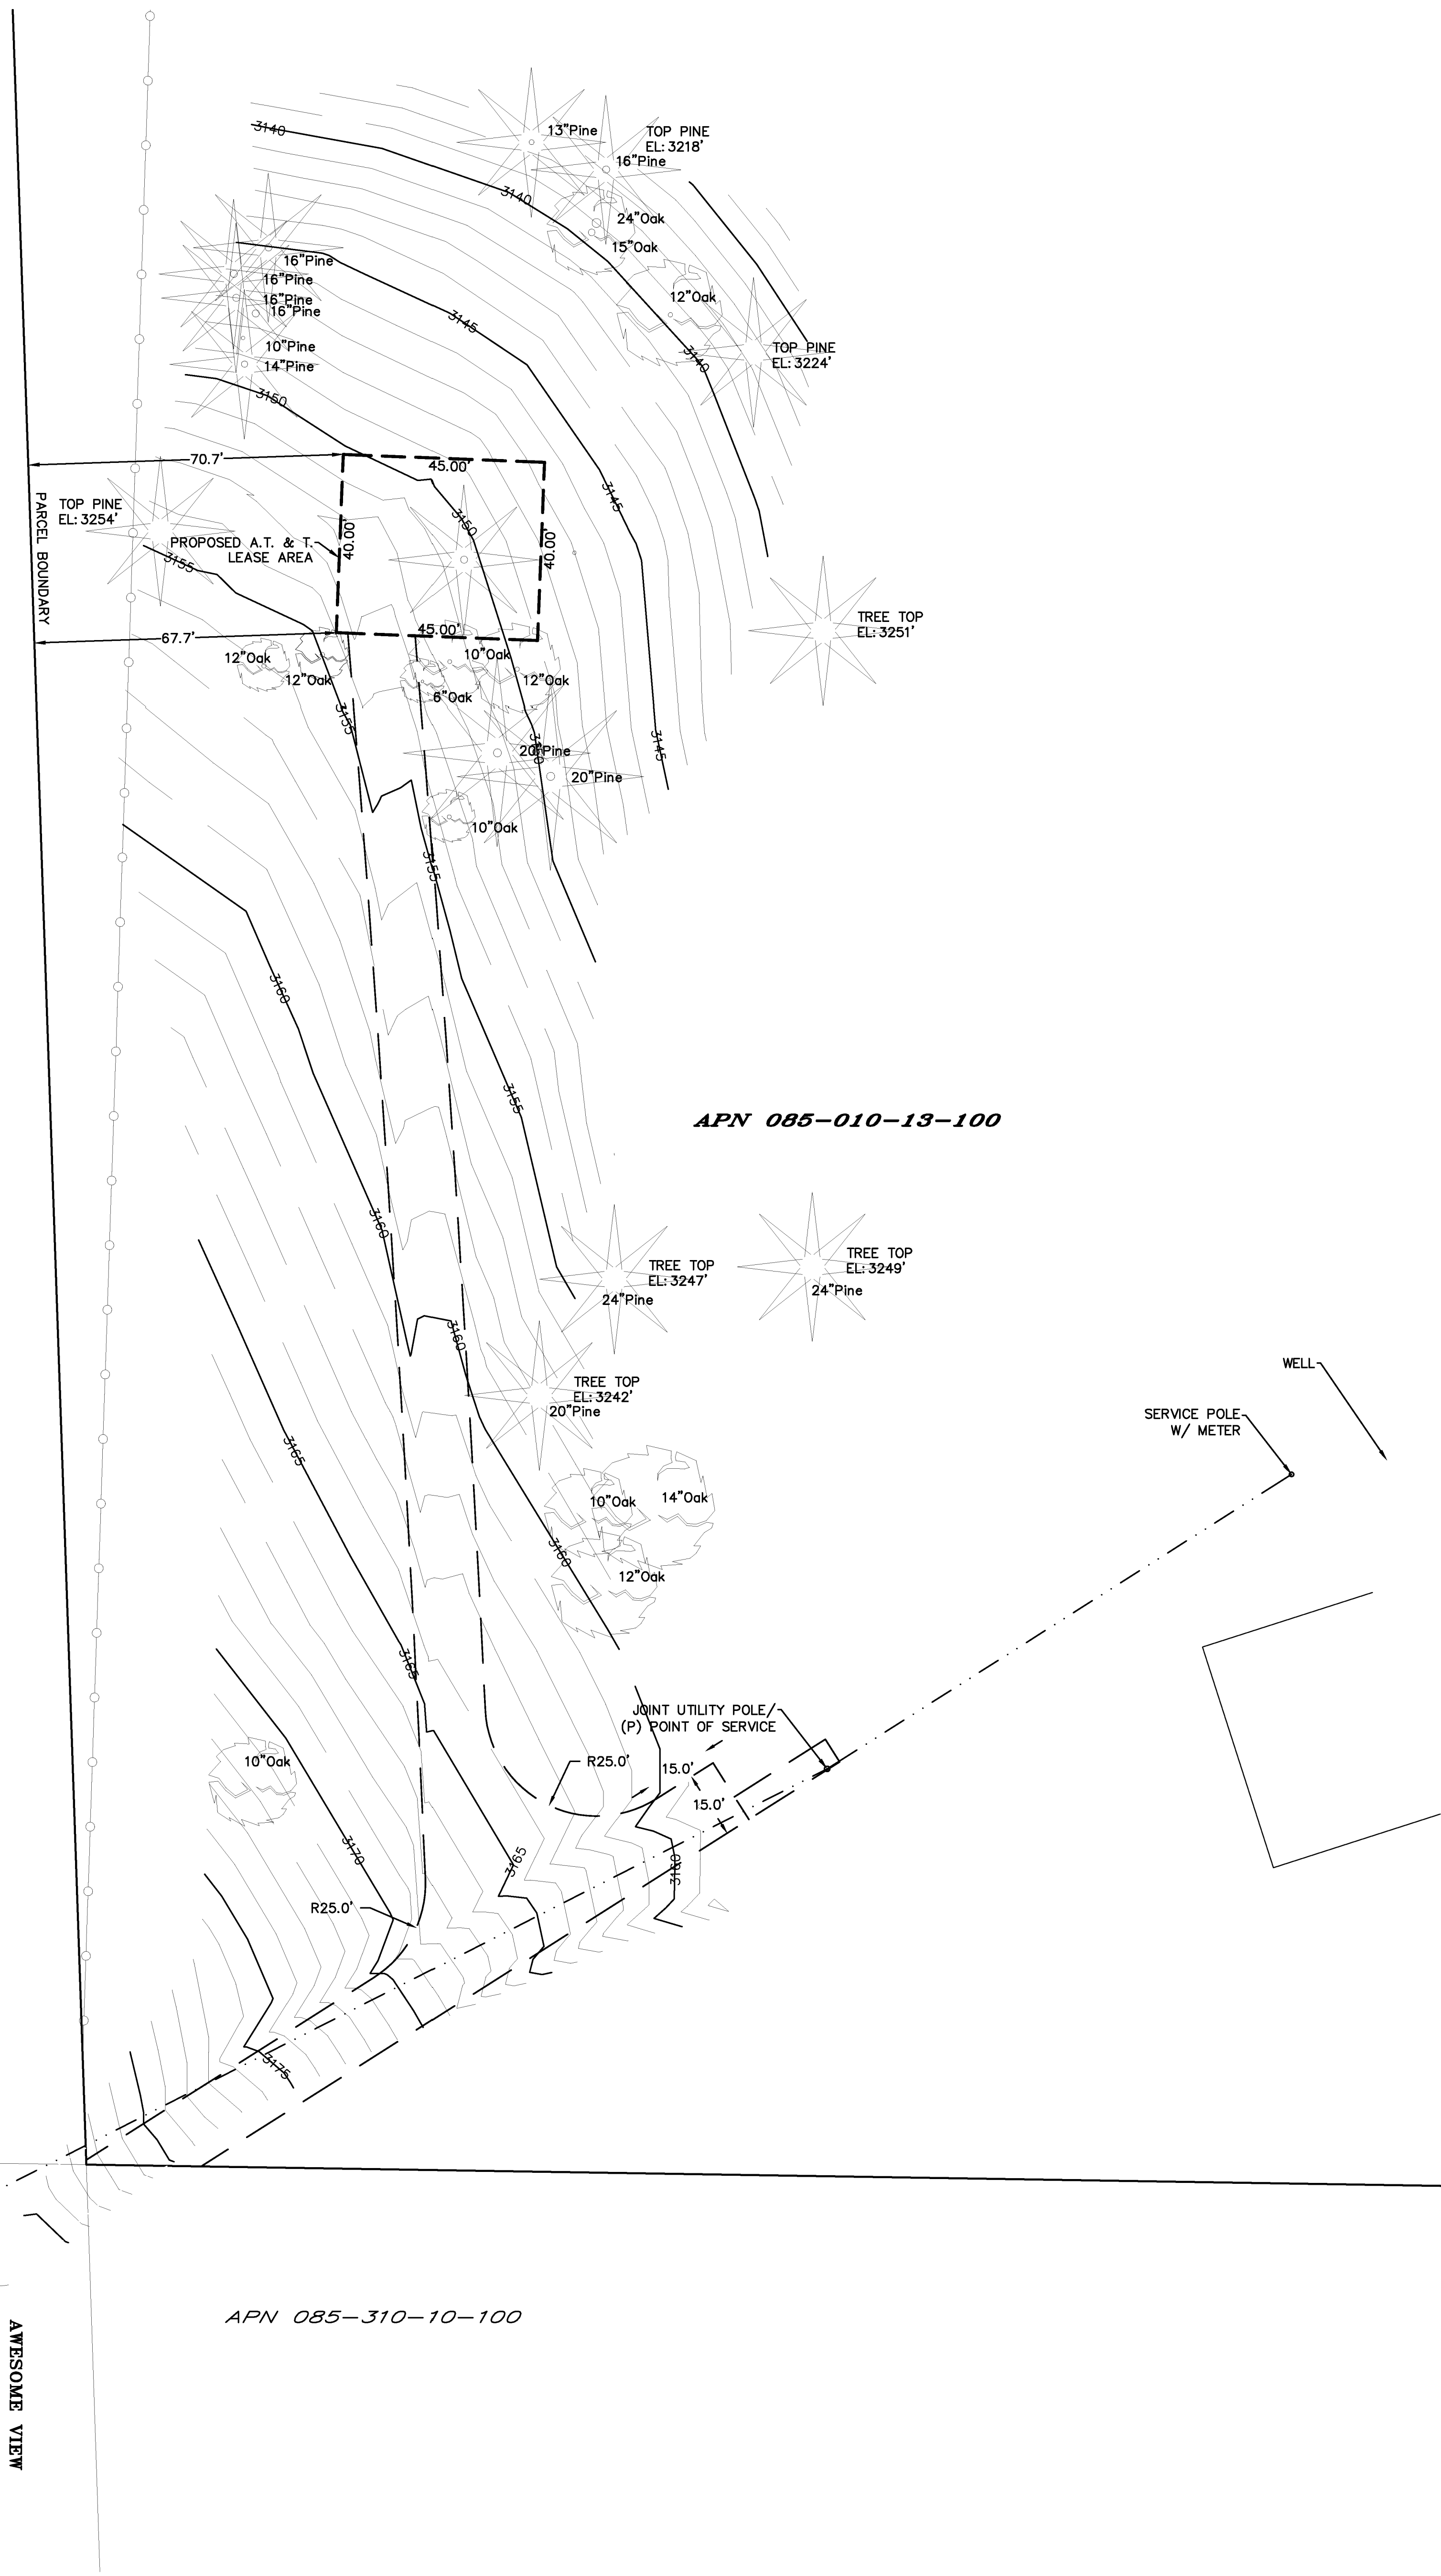 3140
13"Pine
TOP PINE
EL: 3218'
16"Pine
3140
24"Oak
15"Oak
16"Pine
16"Pine
16"Pine
16"Pine
12"Oak
3145
10"Pine
14"Pine
3140
TOP PINE
EL: 3224'
3150
70.7'
45.00'
3145
TOP PINE
EL: 3254'
PARCEL BOUNDARY
3150
PROPOSED A.T. & T.
LEASE AREA
40.00'
40.00'
3155
TREE TOP
EL: 3251'
67.7'
45.00'
12"Oak
12"Oak
10"Oak
12"Oak
6"Oak
3155
20"Pine
20"Pine
3145
10"Oak
3155
3160
3155
APN 085-010-13-100
3160
TREE TOP
EL: 3247'
24"Pine
TREE TOP
EL: 3249'
24"Pine
3160
TREE TOP
EL: 3242'
20"Pine
WELL
SERVICE POLE
W/ METER
3165
10"Oak
14"Oak
3160
12"Oak
3165
JOINT UTILITY POLE/
(P) POINT OF SERVICE
10"Oak
R25.0'
15.0'
15.0'
3170
3165
3160
R25.0'
3175
APN 085-310-10-100
AWESOME VIEW